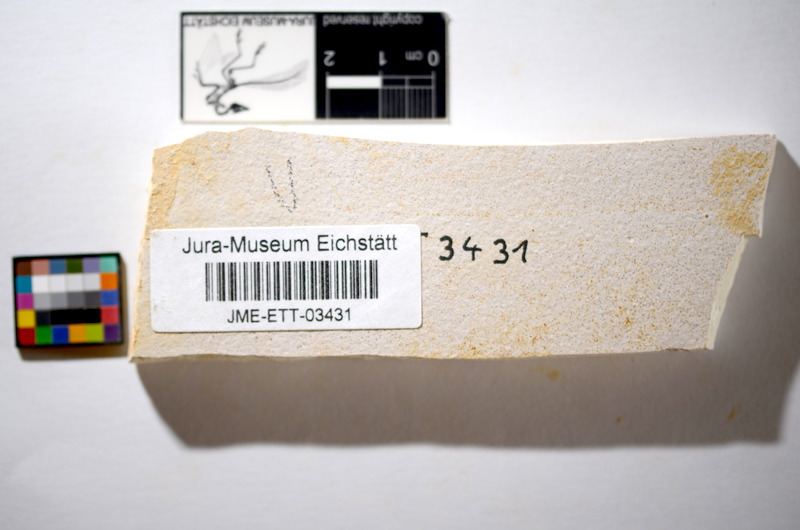 JURA-MUSEUM EICHSTÄTT
copyright reserved
0 cm 1 2
Jura-Museum Eichstätt
JME-ETT-03431
3431